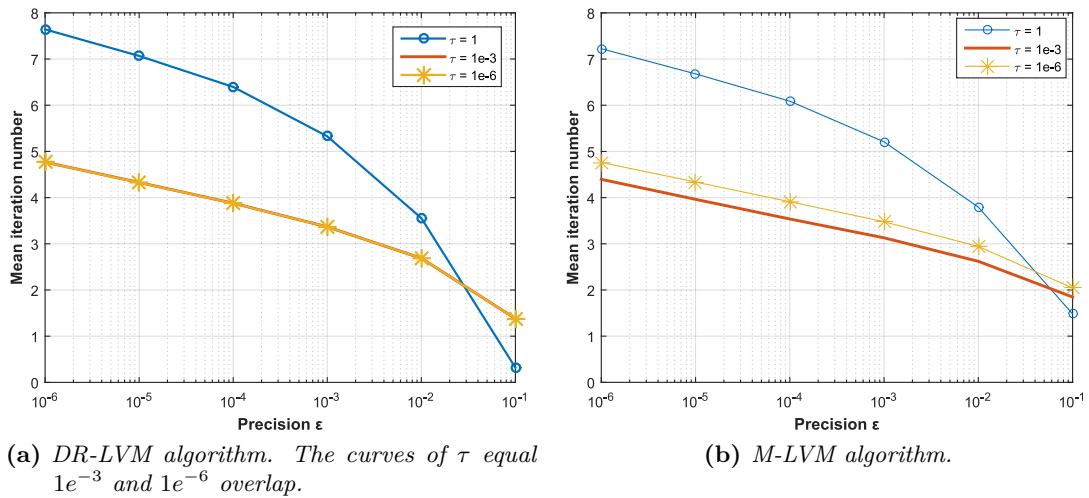 8
7
6
5
4
3
2
1
0
Mean iteration number
τ = 1
τ = 1e-3
τ = 1e-6
10-6
10-5
10-4
10-3
10-2
10-1
Precision ε
(a) DR-LVM algorithm. The curves of τ equal
1e−3 and 1e−6 overlap.
8
7
6
5
4
3
2
1
0
Mean iteration number
τ = 1
τ = 1e-3
τ = 1e-6
10-6
10-5
10-4
10-3
10-2
10-1
Precision ε
(b) M-LVM algorithm.